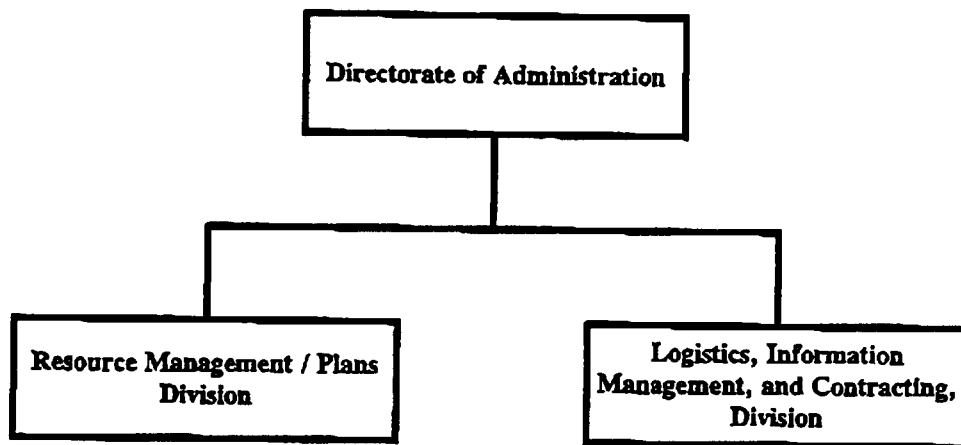 Directorate of Administration
Resource Management / Plans
Division
Logistics, Information
Management, and Contracting,
Division